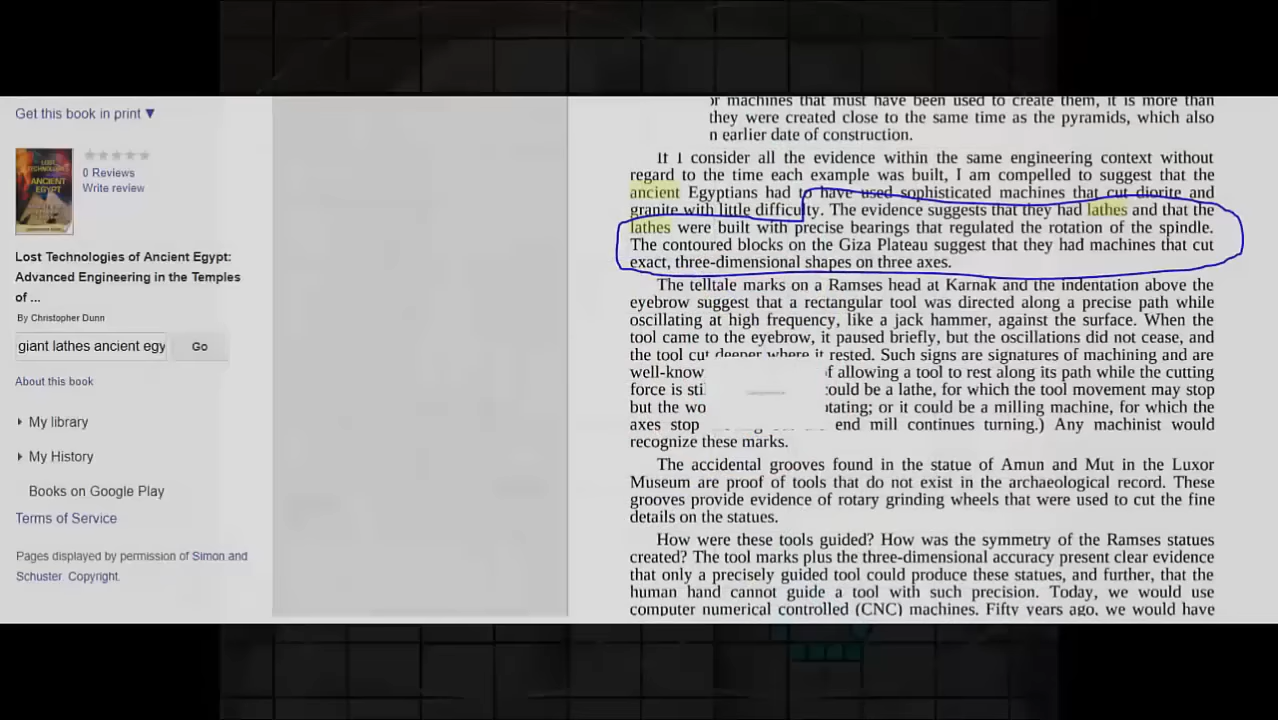 Get this book in print ▼
0 Reviews
Write review
LOST TECHNOLOGIES
ANCIENT
EGYPT
Lost Technologies of Ancient Egypt:
Advanced Engineering in the Temples
of ...
By Christopher Dunn
giant lathes ancient egy
Go
About this book
My library
My History
Books on Google Play
Terms of Service
Pages displayed by permission of Simon and
Schuster Copyright.
or machines that must have been used to create them, it is more than
they were created close to the same time as the pyramids, which also
n earlier date of construction.
If I consider all the evidence within the same engineering context without
regard to the time each example was built, I am compelled to suggest that the
ancient Egyptians had to have used sophisticated machines that cut diorite and
granite with little difficulty. The evidence suggests that they had lathes and that the
lathes were built with precise bearings that regulated the rotation of the spindle.
The contoured blocks on the Giza Plateau suggest that they had machines that cut
exact, three-dimensional shapes on three axes.
The telltale marks on a Ramses head at Karnak and the indentation above the
eyebrow suggest that a rectangular tool was directed along a precise path while
oscillating at high frequency, like a jack hammer, against the surface. When the
tool came to the eyebrow, it paused briefly, but the oscillations did not cease, and
the tool cut deeper where it rested. Such signs are signatures of machining and are
well-know f allowing a tool to rest along its path while the cutting
force is sti could be a lathe, for which the tool movement may stop
but the wo tating; or it could be a milling machine, for which the
axes stop end mill continues turning.) Any machinist would
recognize these marks.
The accidental grooves found in the statue of Amun and Mut in the Luxor
Museum are proof of tools that do not exist in the archaeological record. These
grooves provide evidence of rotary grinding wheels that were used to cut the fine
details on the statues.
How were these tools guided? How was the symmetry of the Ramses statues
created? The tool marks plus the three-dimensional accuracy present clear evidence
that only a precisely guided tool could produce these statues, and further, that the
human hand cannot guide a tool with such precision. Today, we would use
computer numerical controlled (CNC) machines. Fifty years ago, we would have